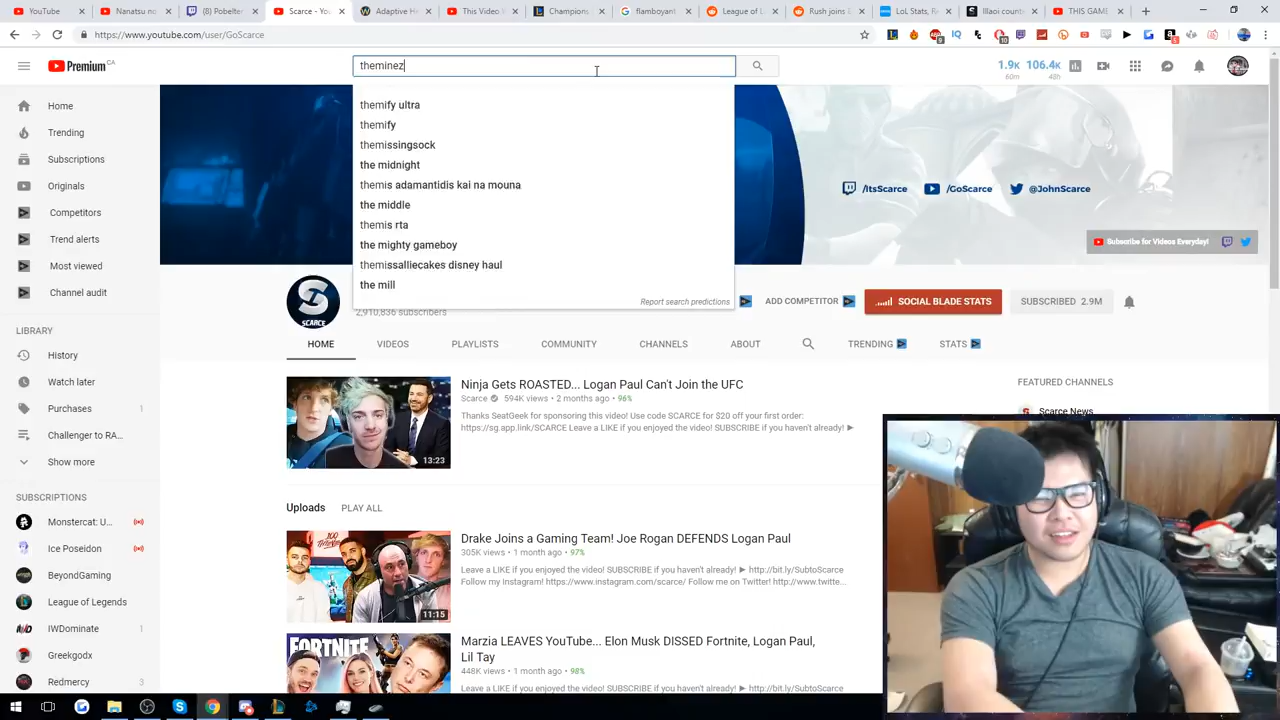 YouTube
Nanatsu no
(8) Pobelter
Scarce - You
Adaptive He
This Video W
Champions
flamboyant
League of L
Rush joins
LoL Stats, R
Illaoi count
THIS GAME
https://www.youtube.com/user/GoScarce
Premium CA
theminez
1.9K 60m
106.4K 48h
themify ultra
themify
themissingsock
the midnight
themis adamantidis kai na mouna
the middle
themis rta
the mighty gameboy
themissalliecakes disney haul
the mill
Report search predictions
Home
Trending
Subscriptions
Originals
Competitors
Trend alerts
Most viewed
Channel audit
LIBRARY
History
Watch later
Purchases 1
Challenger to RA...
Show more
SUBSCRIPTIONS
Monstercat: U...
Ice Poseidon
BeyondGaming
League of Legends
IWDominate 1
Greekgodx
Redmercy 3
/ItsScarce /GoScarce @JohnScarce
Subscribe for Videos Everyday!
SCARCE
2,910,836 subscribers
ADD COMPETITOR
SOCIAL BLADE STATS
SUBSCRIBED 2.9M
HOME VIDEOS PLAYLISTS COMMUNITY CHANNELS ABOUT TRENDING STATS
Ninja Gets ROASTED... Logan Paul Can't Join the UFC
Scarce 594K views • 2 months ago • 96%
Thanks SeatGeek for sponsoring this video! Use code SCARCE for $20 off your first order:
https://sg.app.link/SCARCE Leave a LIKE if you enjoyed the video! SUBSCRIBE if you haven't already! ►
13:23
FEATURED CHANNELS
Scarce News
Uploads PLAY ALL
Drake Joins a Gaming Team! Joe Rogan DEFENDS Logan Paul
305K views • 1 month ago • 97%
Leave a LIKE if you enjoyed the video! SUBSCRIBE if you haven't already! ► http://bit.ly/SubtoScarce
Follow my Instagram! https://www.instagram.com/scarce/ Follow me on Twitter! http://www.twitte...
11:15
FORTNITE
Marzia LEAVES YouTube... Elon Musk DISSED Fortnite, Logan Paul,
Lil Tay
448K views • 1 month ago • 98%
Leave a LIKE if you enjoyed the video! SUBSCRIBE if you haven't already! ► http://bit.ly/SubtoScarce